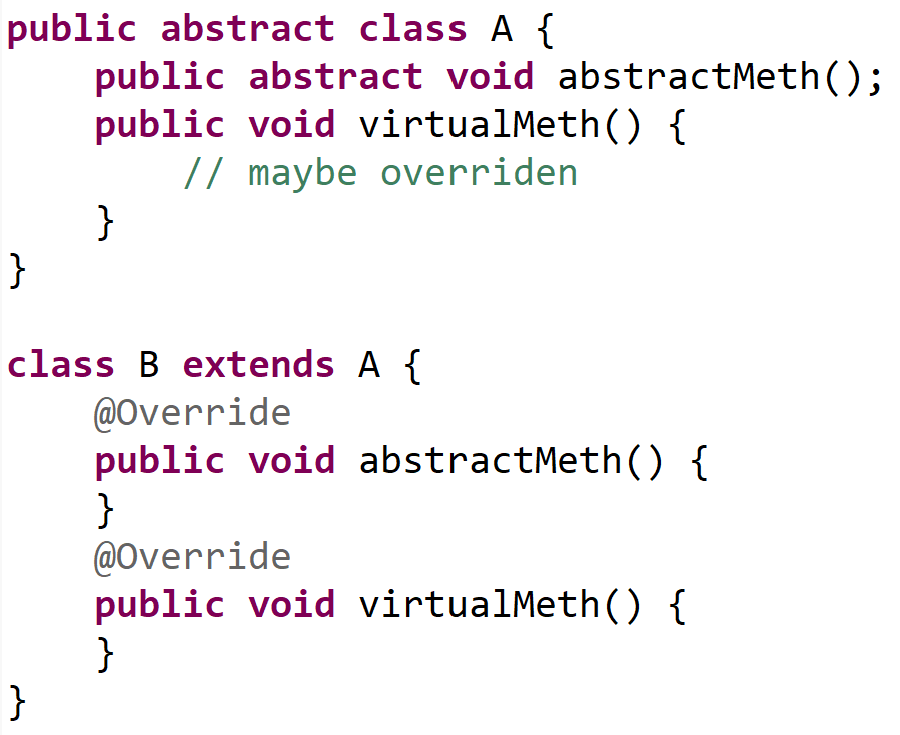 public abstract class A {
    public abstract void abstractMeth();
    public void virtualMeth() {
        // maybe overriden
    }
}

class B extends A {
    @Override
    public void abstractMeth() {
    }
    @Override
    public void virtualMeth() {
    }
}